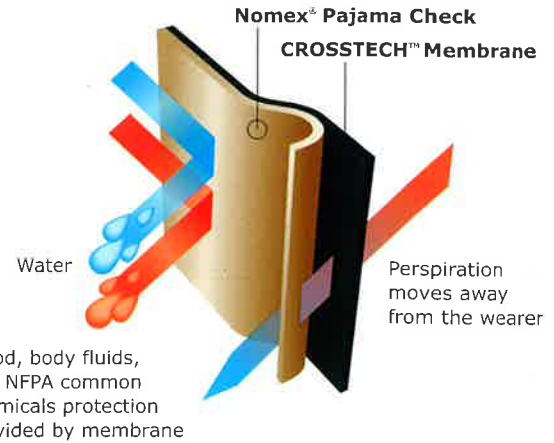 Nomex® Pajama Check
CROSSTECH™ Membrane
Water
Perspiration
moves away
from the wearer
od, body fluids,
NFPA common
micals protection
vided by membrane